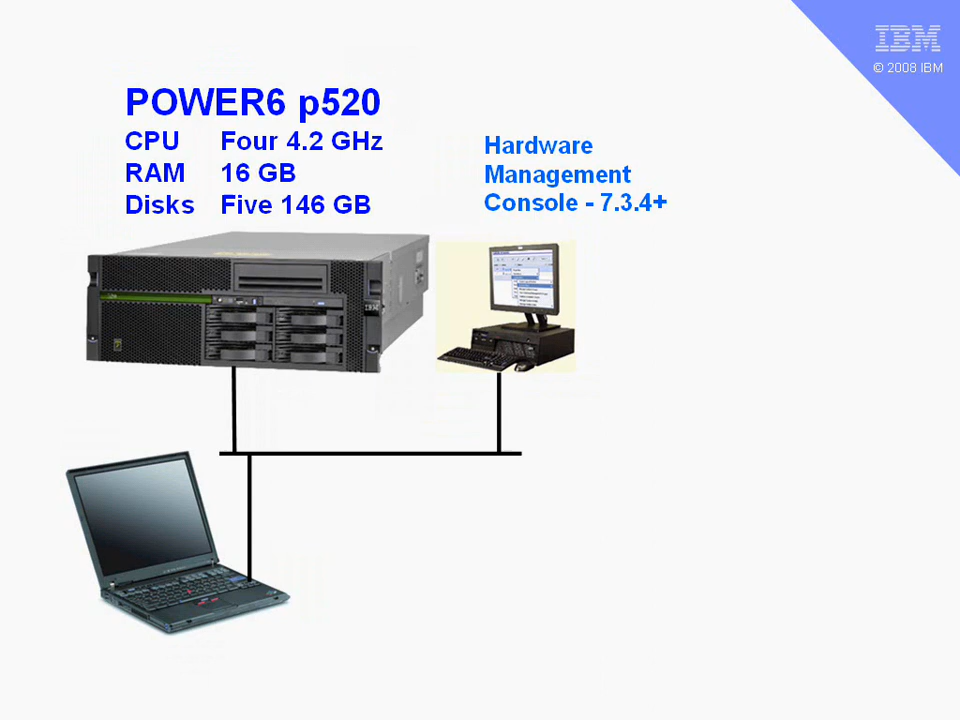 IBM
© 2008 IBM
POWER6 p520
CPU Four 4.2 GHz
RAM 16 GB
Disks Five 146 GB
Hardware
Management
Console - 7.3.4+
IBM